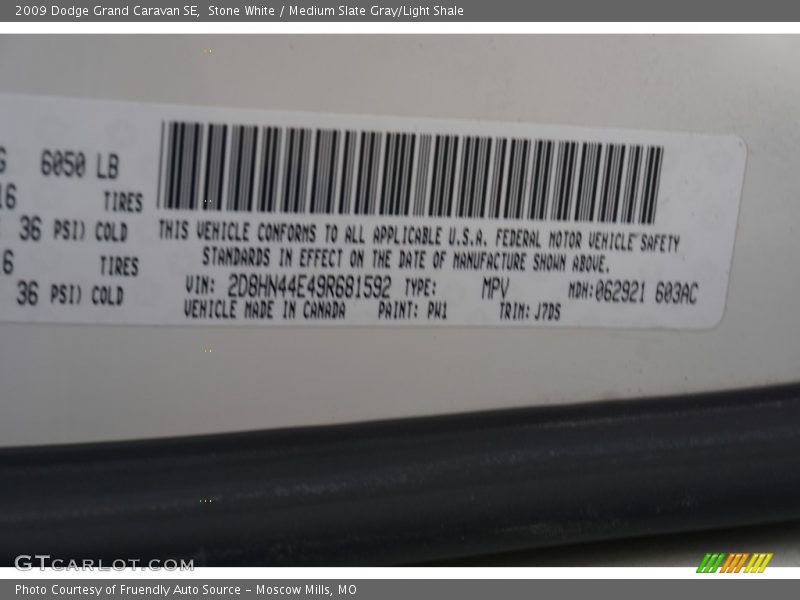 2009 Dodge Grand Caravan SE,  Stone White / Medium Slate Gray/Light Shale
6050 LB
16 TIRES
36 PSI) COLD
TIRES
36 PSI) COLD
THIS VEHICLE CONFORMS TO ALL APPLICABLE U.S.A. FEDERAL MOTOR VEHICLE SAFETY
STANDARDS IN EFFECT ON THE DATE OF MANUFACTURE SHOWN ABOVE.
VIN: 2D8HN44E49R681592 TYPE: MPV MDH:062921 603AC
VEHICLE MADE IN CANADA PAINT: PW1 TRIM: J7DS
GTCARLOT.COM
Photo Courtesy of Fruendly Auto Source - Moscow Mills, MO